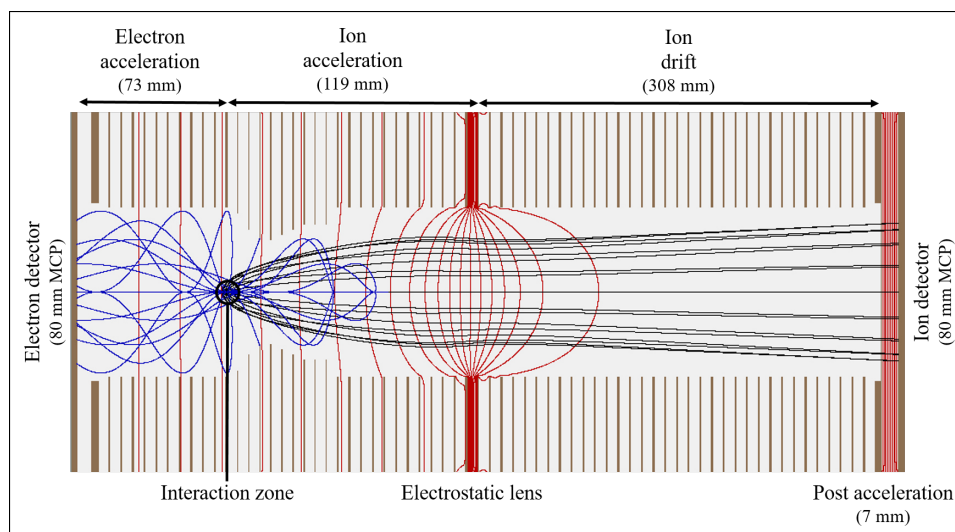 Electron
acceleration
(73 mm)
Ion
acceleration
(119 mm)
Ion
drift
(308 mm)
Electron detector
(80 mm MCP)
Ion detector
(80 mm MCP)
Interaction zone
Electrostatic lens
Post acceleration
(7 mm)